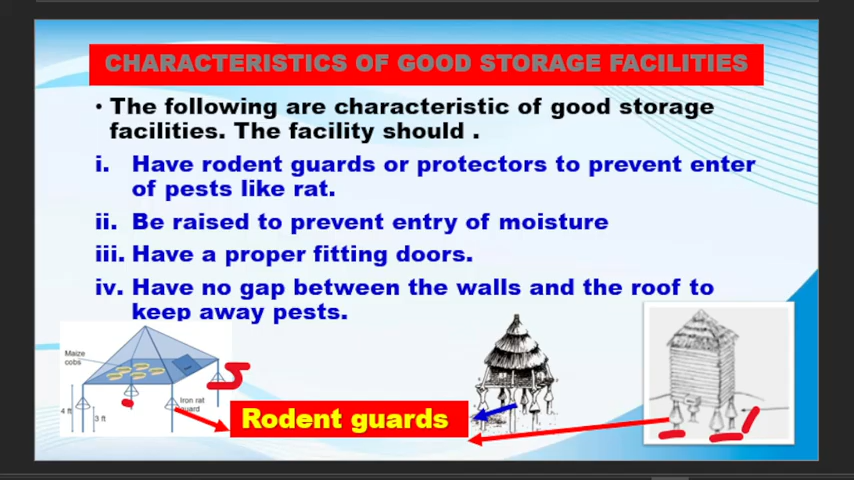 CHARACTERISTICS OF GOOD STORAGE FACILITIES
• The following are characteristic of good storage
facilities. The facility should .
i. Have rodent guards or protectors to prevent enter
of pests like rat.
ii. Be raised to prevent entry of moisture
iii. Have a proper fitting doors.
iv. Have no gap between the walls and the roof to
keep away pests.
Maize
cobs
Iron rat
guard
4 ft
3 ft
Rodent guards